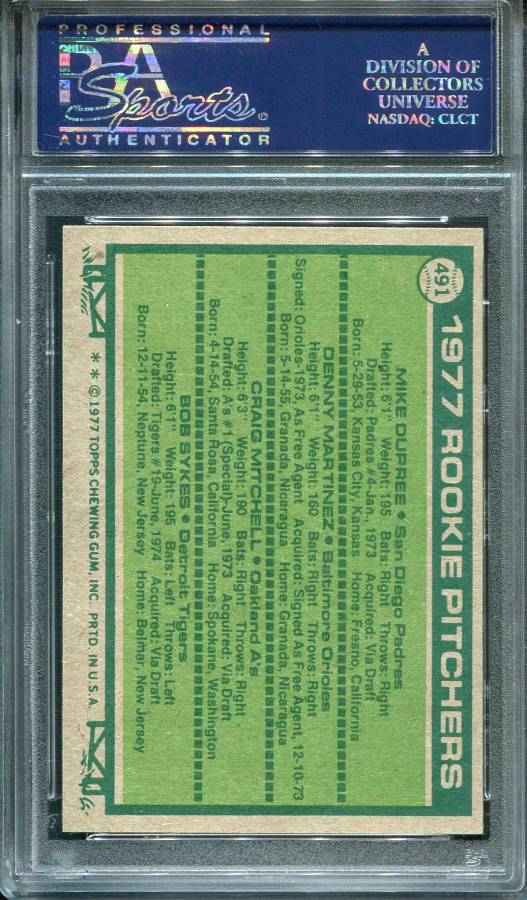 PROFESSIONAL
PSA
Sports ©
AUTHENTICATOR
A
DIVISION OF
COLLECTORS
UNIVERSE
NASDAQ: CLCT
491
1977 ROOKIE PITCHERS
MIKE DUPREE • San Diego Padres
Height: 6'1" Weight: 195 Bats: Right Throws: Right
Drafted: Padres #4-Jan., 1973 Acquired: Via Draft
Born: 5-29-53, Kansas City, Kansas Home: Fresno, California
DENNY MARTINEZ • Baltimore Orioles
Height: 6'1" Weight: 160 Bats: Right Throws: Right
Signed: Orioles-1973, As Free Agent Acquired: Signed As Free Agent, 12-10-73
Born: 5-14-55, Granada, Nicaragua Home: Granada, Nicaragua
CRAIG MITCHELL • Oakland A's
Height: 6'3" Weight: 190 Bats: Right Throws: Right
Drafted: A's #1 (Special)-June, 1973 Acquired: Via Draft
Born: 4-14-54, Santa Rosa, California Home: Spokane, Washington
BOB SYKES • Detroit Tigers
Height: 6'1" Weight: 195 Bats: Left Throws: Left
Drafted: Tigers #19-June, 1974 Acquired: Via Draft
Born: 12-11-54, Neptune, New Jersey Home: Belmar, New Jersey
* * © 1977 TOPPS CHEWING GUM, INC. PRTD. IN U.S.A.